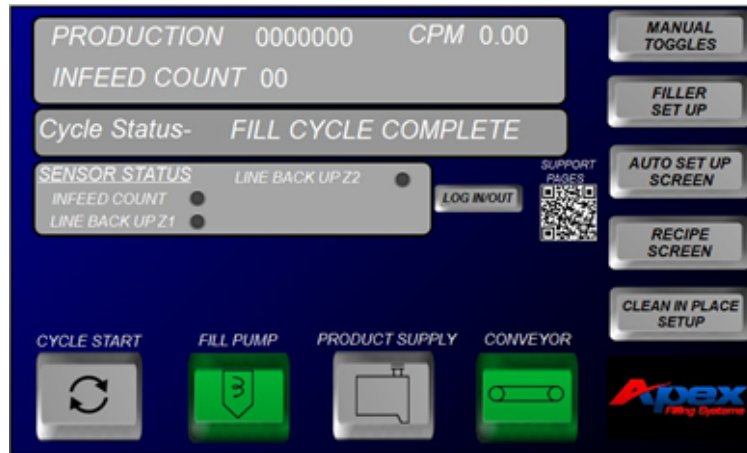 PRODUCTION 0000000 CPM 0.00
INFEED COUNT 00
Cycle Status- FILL CYCLE COMPLETE
SENSOR STATUS LINE BACK UP Z2
INFEED COUNT
LINE BACK UP Z1
LOG IN/OUT
SUPPORT
PAGES
MANUAL
TOGGLES
FILLER
SET UP
AUTO SET UP
SCREEN
RECIPE
SCREEN
CLEAN IN PLACE
SETUP
CYCLE START FILL PUMP PRODUCT SUPPLY CONVEYOR
Apex
Filling Systems